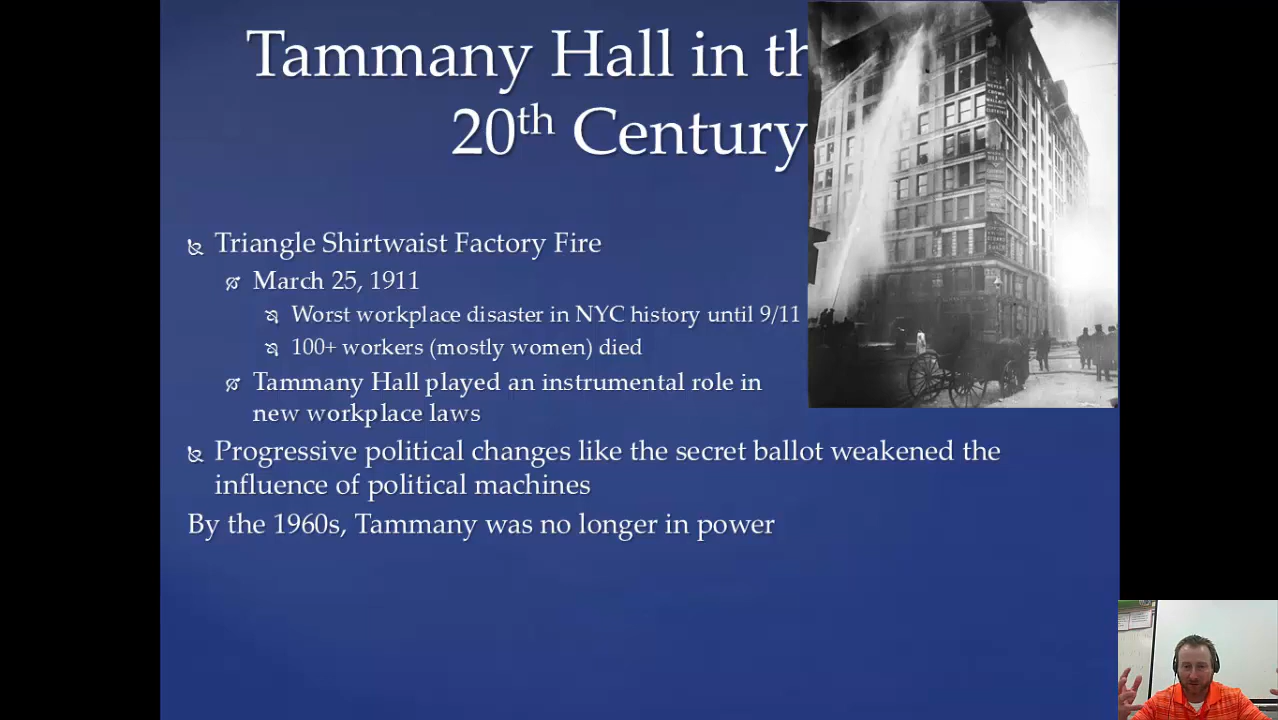 Tammany Hall in th
20th Century
Triangle Shirtwaist Factory Fire
March 25, 1911
Worst workplace disaster in NYC history until 9/11
100+ workers (mostly women) died
Tammany Hall played an instrumental role in
new workplace laws
Progressive political changes like the secret ballot weakened the
influence of political machines
By the 1960s, Tammany was no longer in power